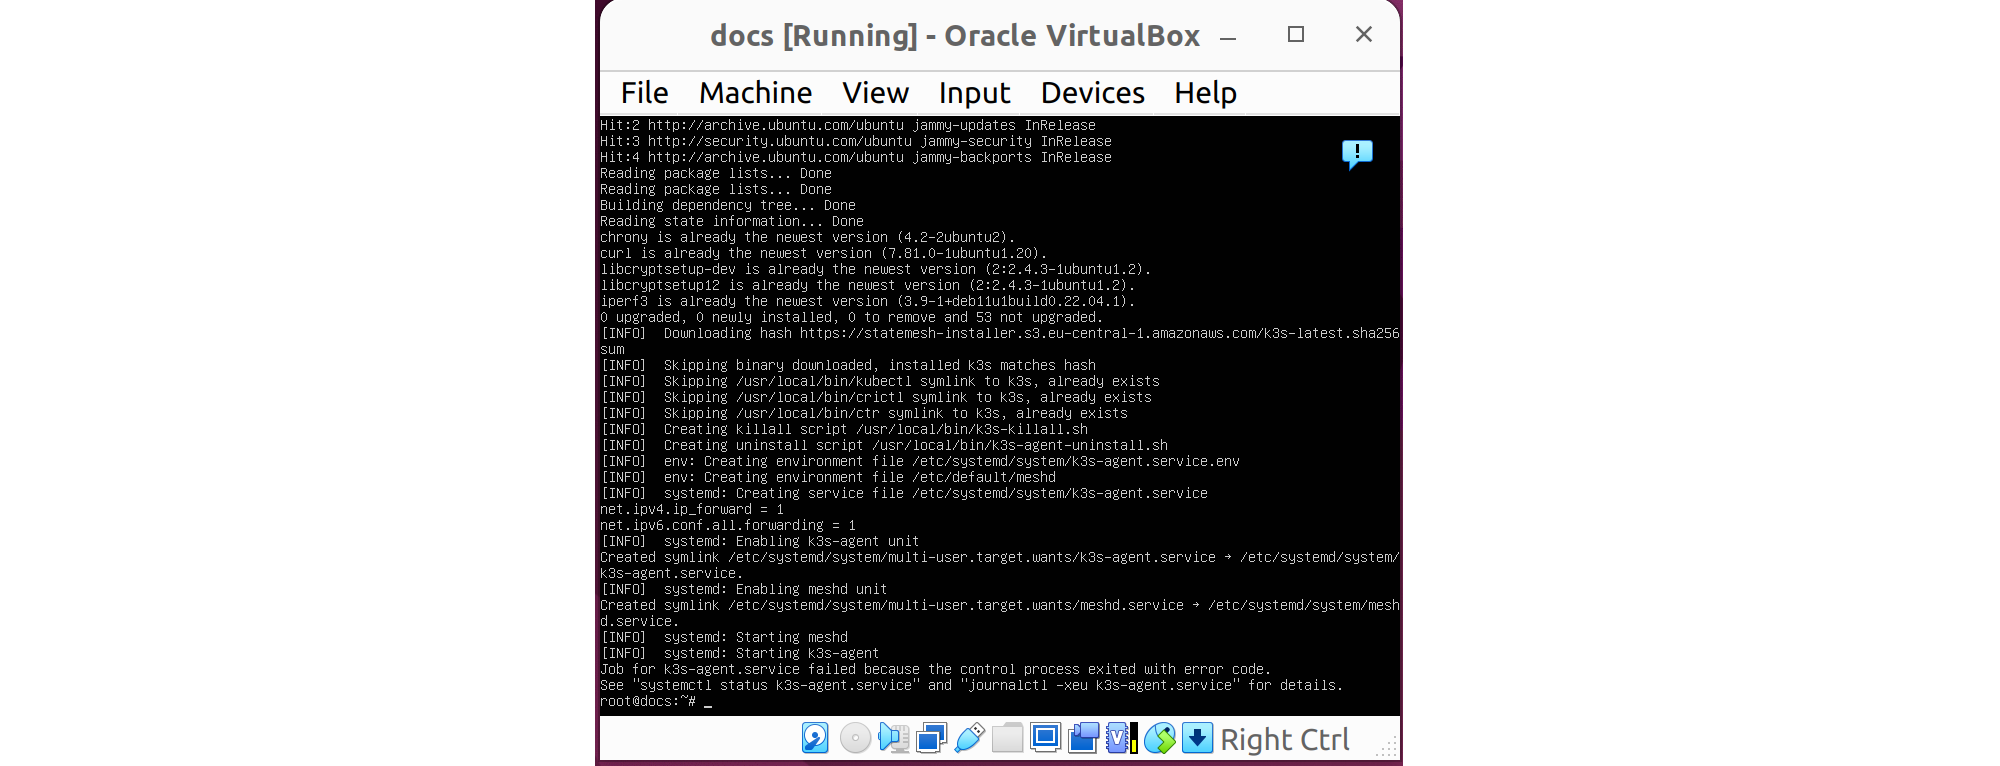 docs [Running] - Oracle VirtualBox
File Machine View Input Devices Help
Hit:2 http://archive.ubuntu.com/ubuntu jammy-updates InRelease
Hit:3 http://security.ubuntu.com/ubuntu jammy-security InRelease
Hit:4 http://archive.ubuntu.com/ubuntu jammy-backports InRelease
Reading package lists... Done
Reading package lists... Done
Building dependency tree... Done
Reading state information... Done
chrony is already the newest version (4.2-2ubuntu2).
curl is already the newest version (7.81.0-1ubuntu1.20).
libcryptsetup-dev is already the newest version (2:2.4.3-1ubuntu1.2).
libcryptsetup12 is already the newest version (2:2.4.3-1ubuntu1.2).
iperf3 is already the newest version (3.9-1+deb11u1build0.22.04.1).
0 upgraded, 0 newly installed, 0 to remove and 53 not upgraded.
[INFO]  Downloading hash https://statemesh-installer.s3.eu-central-1.amazonaws.com/k3s-latest.sha256
sum
[INFO]  Skipping binary downloaded, installed k3s matches hash
[INFO]  Skipping /usr/local/bin/kubectl symlink to k3s, already exists
[INFO]  Skipping /usr/local/bin/crictl symlink to k3s, already exists
[INFO]  Skipping /usr/local/bin/ctr symlink to k3s, already exists
[INFO]  Creating killall script /usr/local/bin/k3s-killall.sh
[INFO]  Creating uninstall script /usr/local/bin/k3s-agent-uninstall.sh
[INFO]  env: Creating environment file /etc/systemd/system/k3s-agent.service.env
[INFO]  env: Creating environment file /etc/default/meshd
[INFO]  systemd: Creating service file /etc/systemd/system/k3s-agent.service
net.ipv4.ip_forward = 1
net.ipv6.conf.all.forwarding = 1
[INFO]  systemd: Enabling k3s-agent unit
Created symlink /etc/systemd/system/multi-user.target.wants/k3s-agent.service → /etc/systemd/system/
k3s-agent.service.
[INFO]  systemd: Enabling meshd unit
Created symlink /etc/systemd/system/multi-user.target.wants/meshd.service → /etc/systemd/system/mesh
d.service.
[INFO]  systemd: Starting meshd
[INFO]  systemd: Starting k3s-agent
Job for k3s-agent.service failed because the control process exited with error code.
See "systemctl status k3s-agent.service" and "journalctl -xeu k3s-agent.service" for details.
root@docs:~# _
Right Ctrl